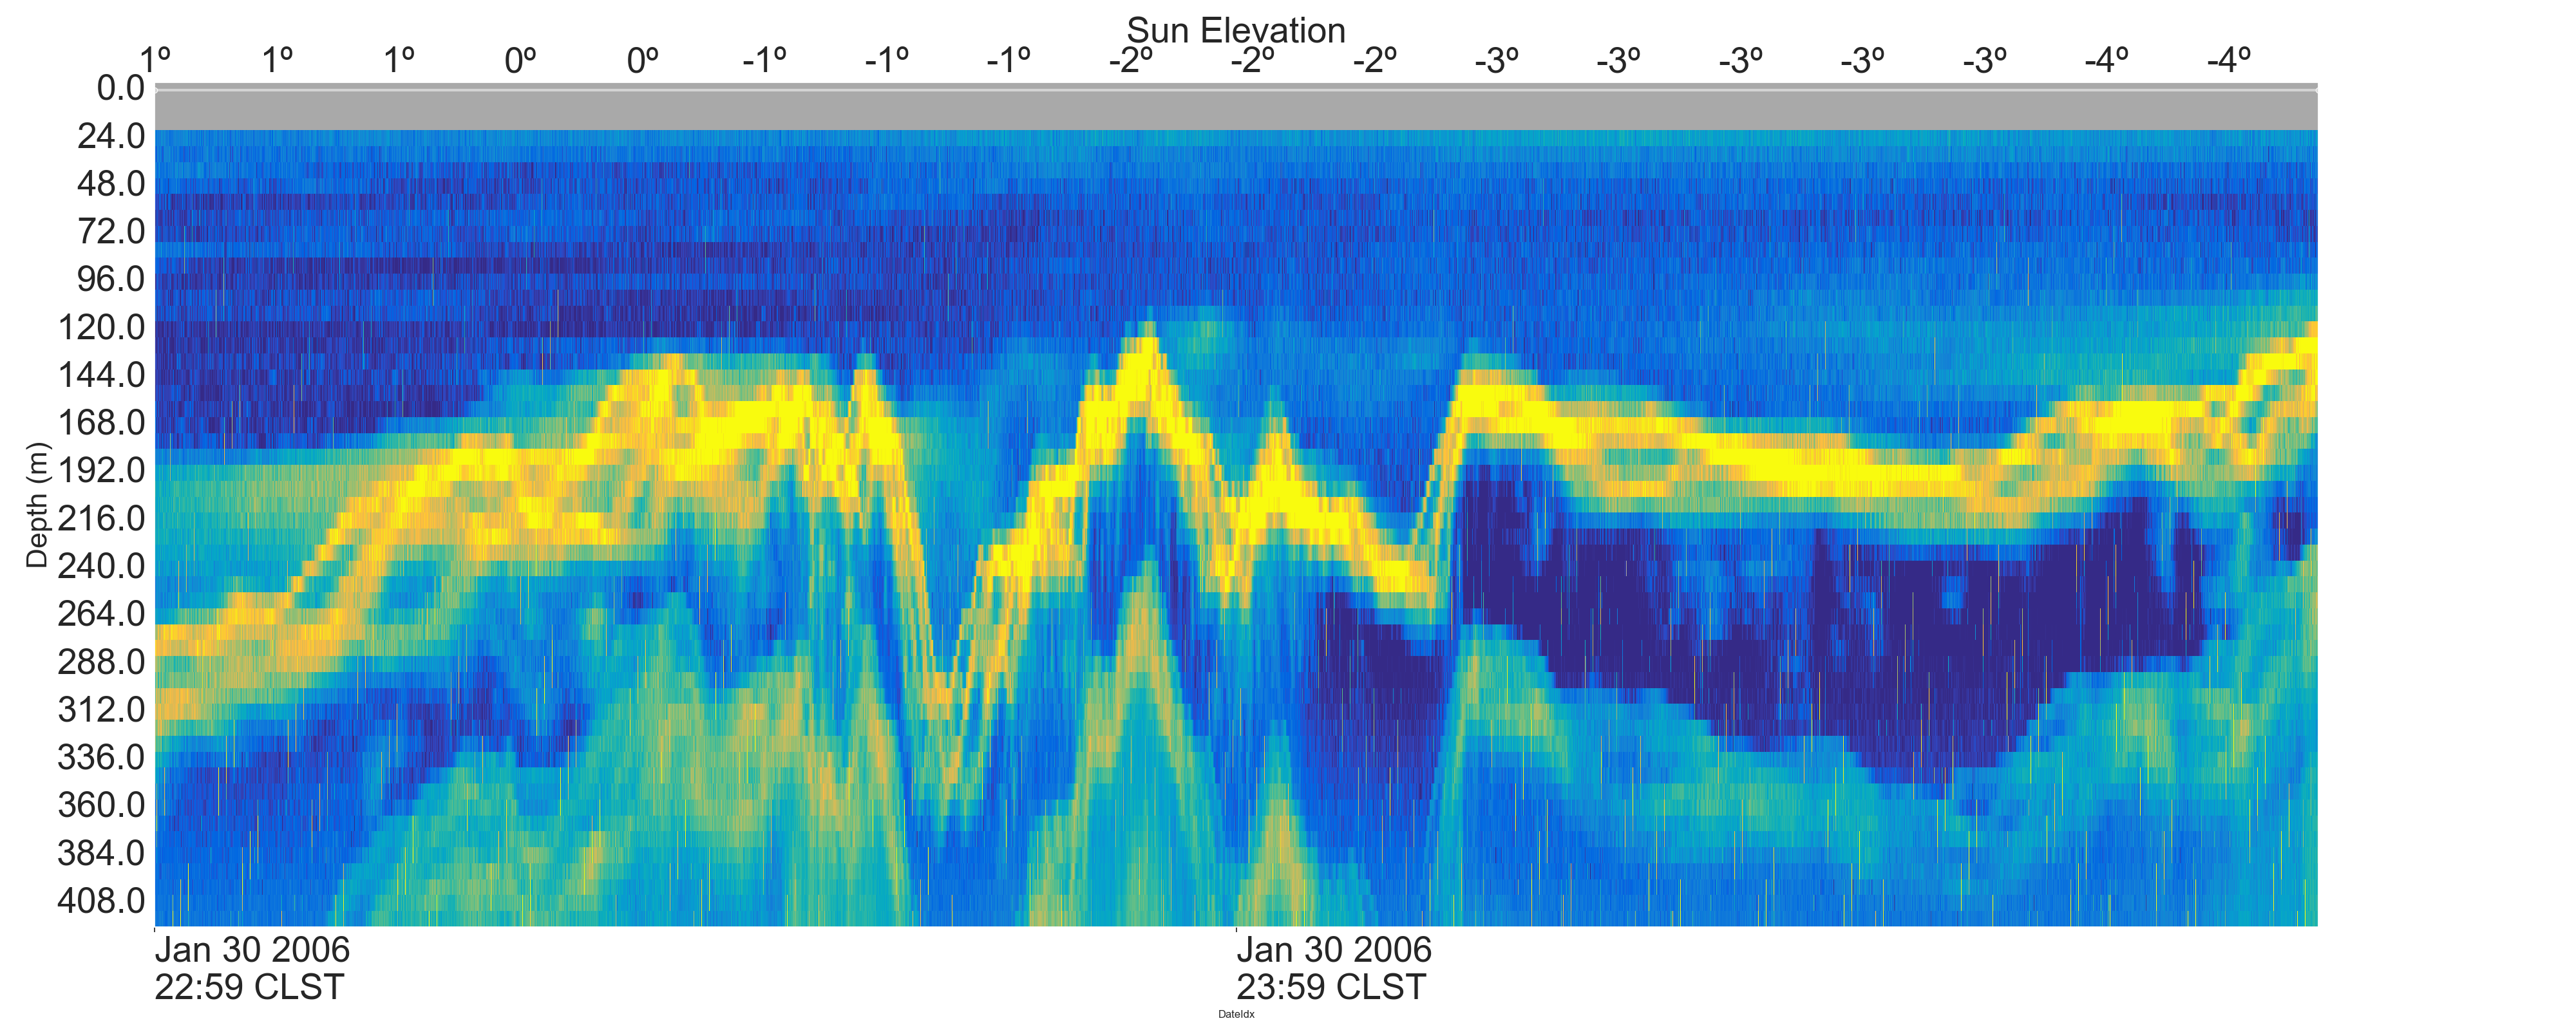 Sun Elevation
1º 1º 1º 0º 0º -1º -1º -1º -2º -2º -2º -3º -3º -3º -3º -3º -4º -4º
0.0
24.0
48.0
72.0
96.0
120.0
144.0
168.0
192.0
216.0
240.0
264.0
288.0
312.0
336.0
360.0
384.0
408.0
Depth (m)
Jan 30 2006
22:59 CLST
Jan 30 2006
23:59 CLST
DateIdx